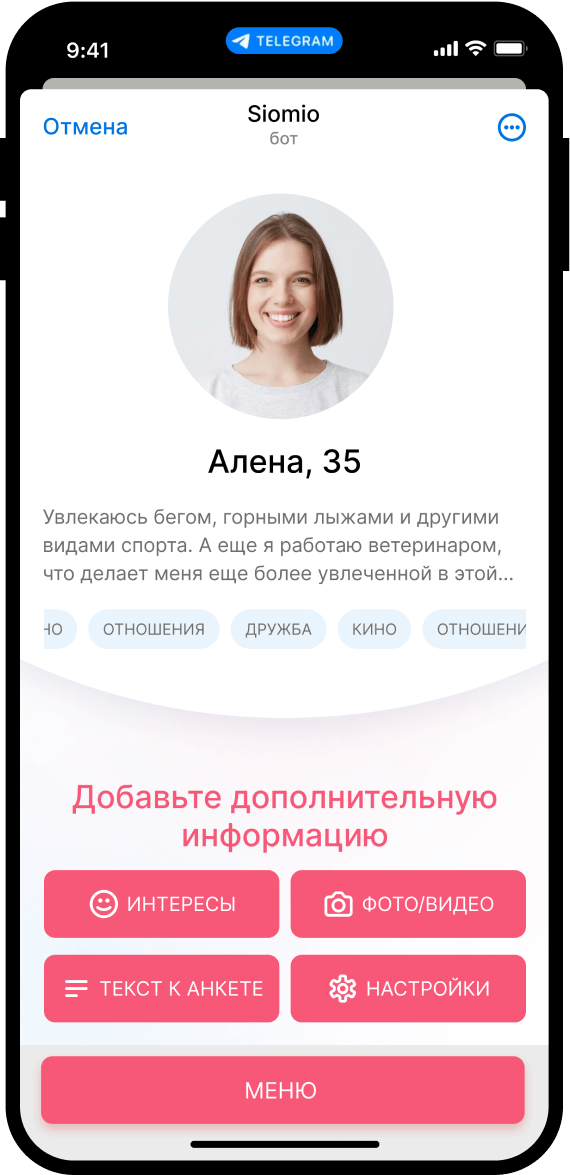 9:41
TELEGRAM
Отмена
Siomio
бот
Алена, 35
Увлекаюсь бегом, горными лыжами и другими
видами спорта. А еще я работаю ветеринаром,
что делает меня еще более увлеченной в этой...
НО
ОТНОШЕНИЯ
ДРУЖБА
КИНО
ОТНОШЕНИ
Добавьте дополнительную
информацию
ИНТЕРЕСЫ
ФОТО/ВИДЕО
ТЕКСТ К АНКЕТЕ
НАСТРОЙКИ
МЕНЮ